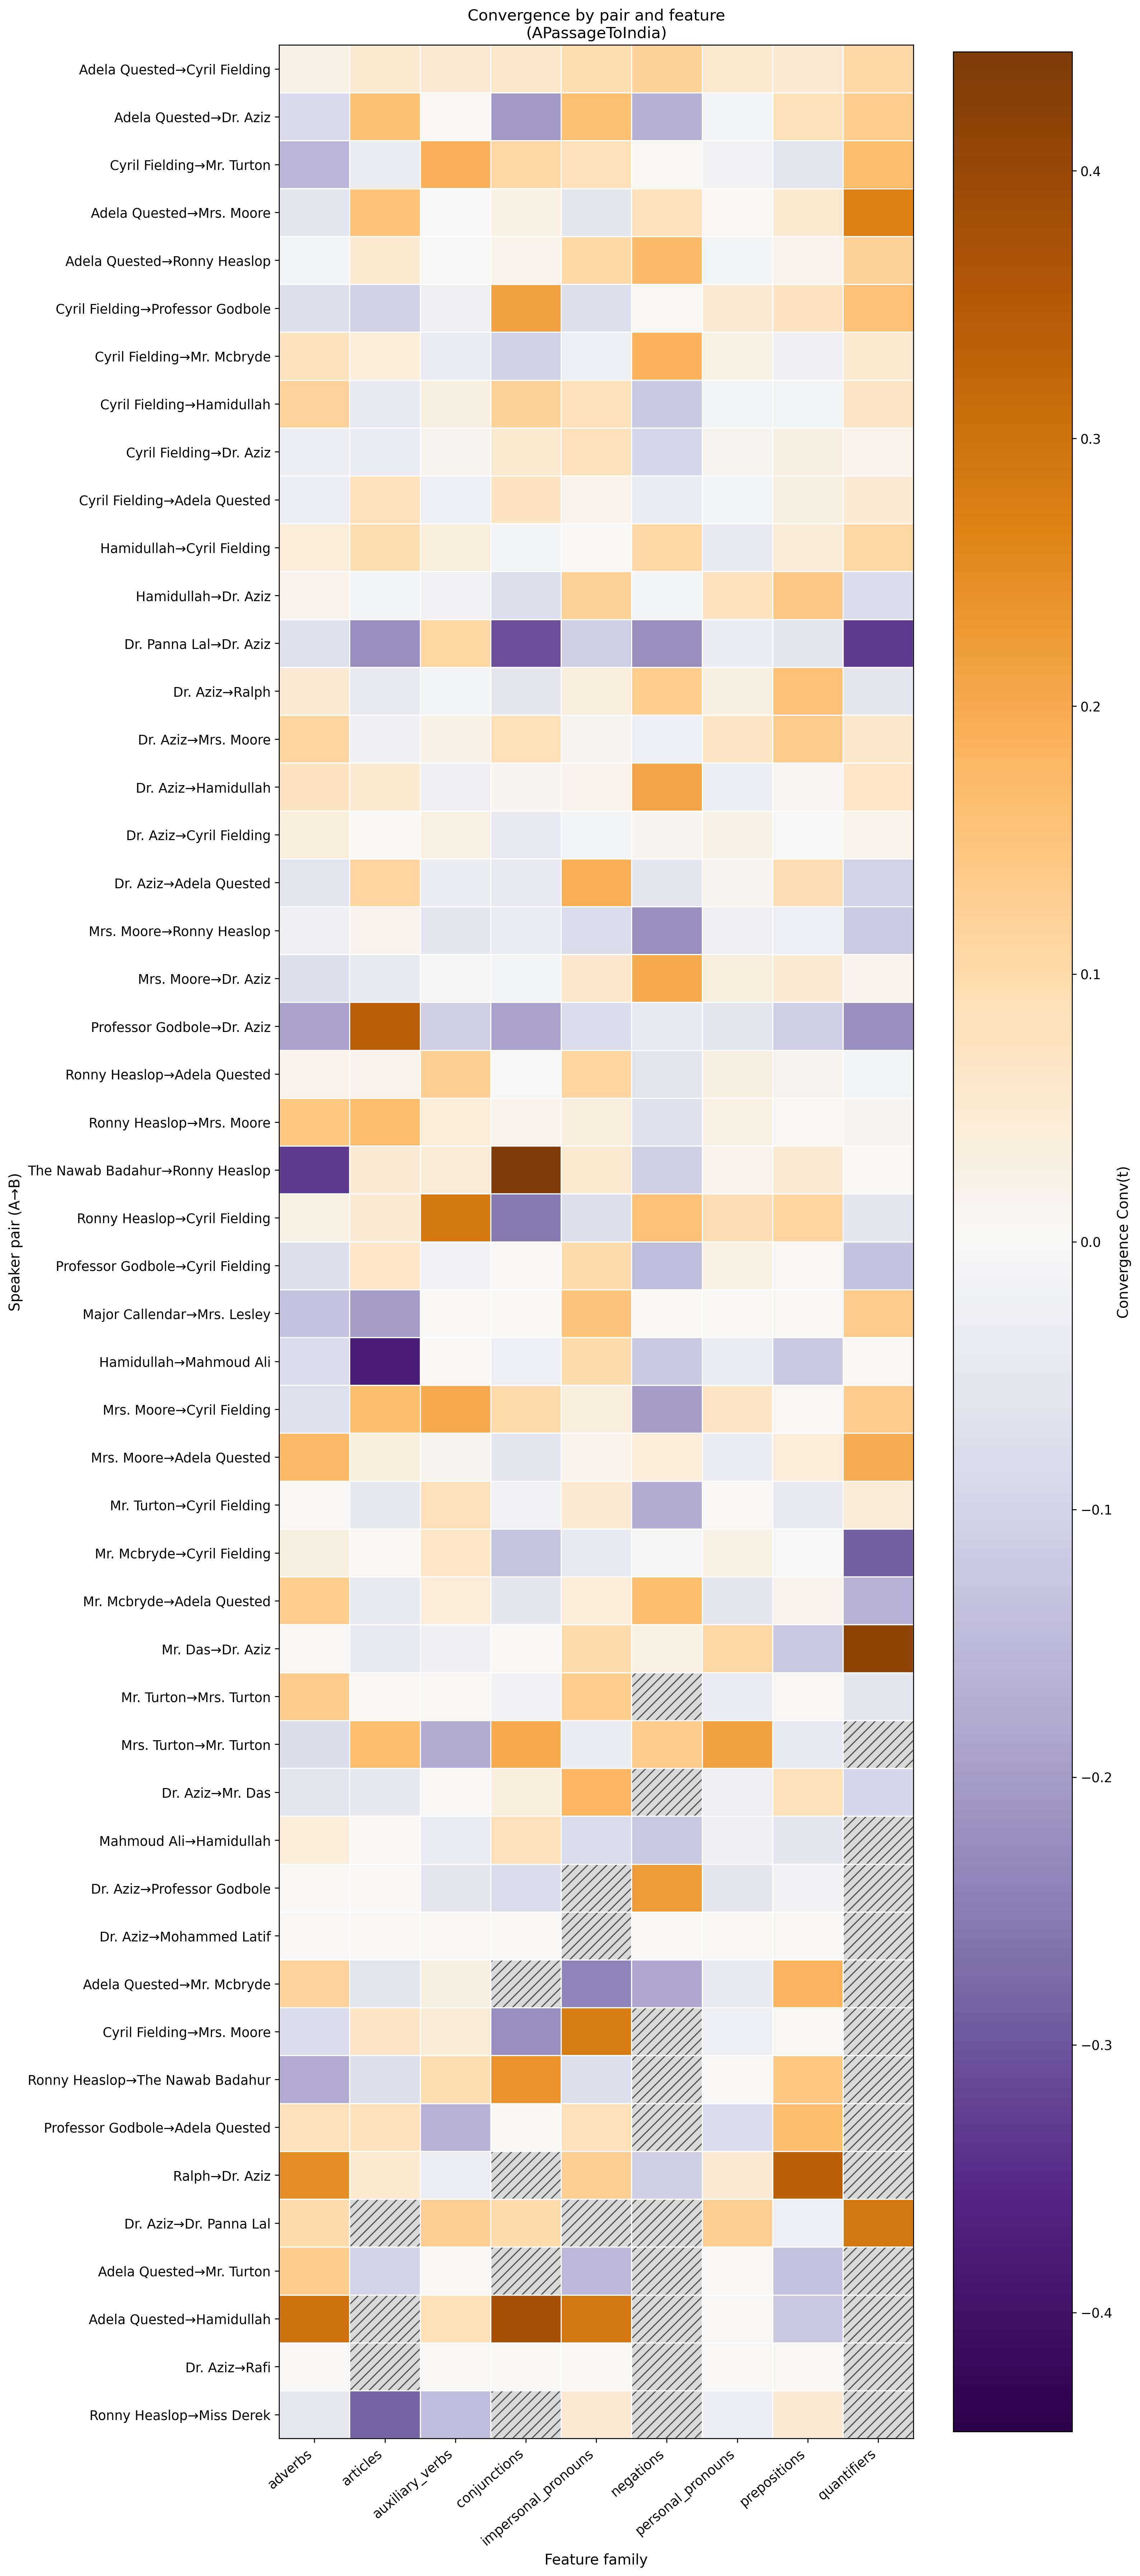 Convergence by pair and feature
(APassageToIndia)
Adela Quested→Cyril Fielding
Adela Quested→Dr. Aziz
Cyril Fielding→Mr. Turton
Adela Quested→Mrs. Moore
Adela Quested→Ronny Heaslop
Cyril Fielding→Professor Godbole
Cyril Fielding→Mr. Mcbryde
Cyril Fielding→Hamidullah
Cyril Fielding→Dr. Aziz
Cyril Fielding→Adela Quested
Hamidullah→Cyril Fielding
Hamidullah→Dr. Aziz
Dr. Panna Lal→Dr. Aziz
Dr. Aziz→Ralph
Dr. Aziz→Mrs. Moore
Dr. Aziz→Hamidullah
Dr. Aziz→Cyril Fielding
Dr. Aziz→Adela Quested
Mrs. Moore→Ronny Heaslop
Mrs. Moore→Dr. Aziz
Professor Godbole→Dr. Aziz
Ronny Heaslop→Adela Quested
Ronny Heaslop→Mrs. Moore
The Nawab Badahur→Ronny Heaslop
Ronny Heaslop→Cyril Fielding
Professor Godbole→Cyril Fielding
Major Callendar→Mrs. Lesley
Hamidullah→Mahmoud Ali
Mrs. Moore→Cyril Fielding
Mrs. Moore→Adela Quested
Mr. Turton→Cyril Fielding
Mr. Mcbryde→Cyril Fielding
Mr. Mcbryde→Adela Quested
Mr. Das→Dr. Aziz
Mr. Turton→Mrs. Turton
Mrs. Turton→Mr. Turton
Dr. Aziz→Mr. Das
Mahmoud Ali→Hamidullah
Dr. Aziz→Professor Godbole
Dr. Aziz→Mohammed Latif
Adela Quested→Mr. Mcbryde
Cyril Fielding→Mrs. Moore
Ronny Heaslop→The Nawab Badahur
Professor Godbole→Adela Quested
Ralph→Dr. Aziz
Dr. Aziz→Dr. Panna Lal
Adela Quested→Mr. Turton
Adela Quested→Hamidullah
Dr. Aziz→Rafi
Ronny Heaslop→Miss Derek
Speaker pair (A→B)
adverbs
articles
auxiliary_verbs
conjunctions
impersonal_pronouns
negations
personal_pronouns
prepositions
quantifiers
Feature family
0.4
0.3
0.2
0.1
0.0
−0.1
−0.2
−0.3
−0.4
Convergence Conv(t)